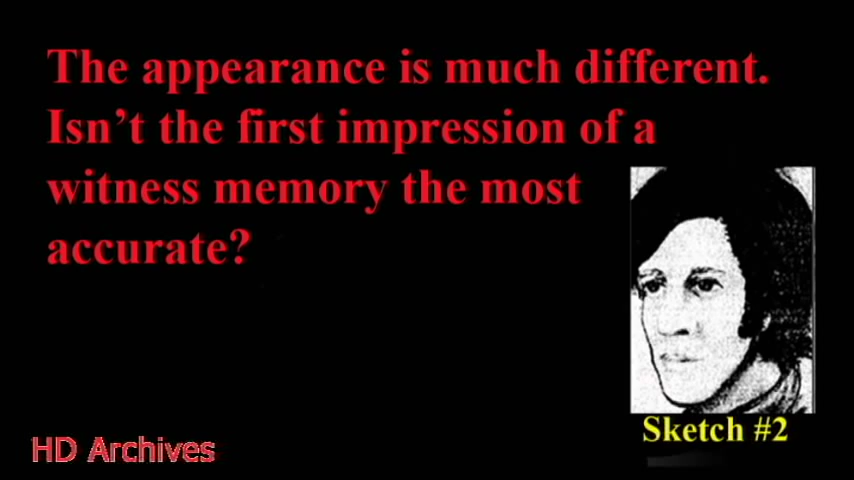 The appearance is much different.
Isn’t the first impression of a
witness memory the most
accurate?
Sketch #2
HD Archives